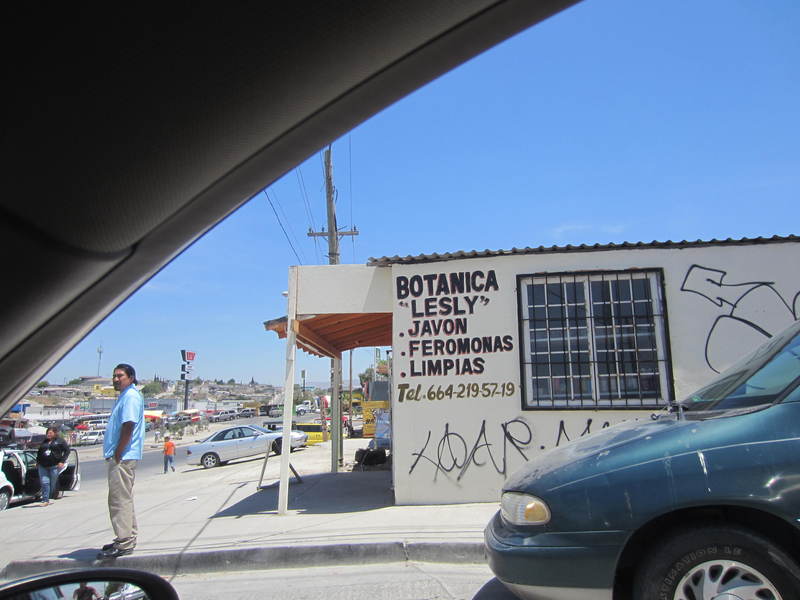 BOTANICA
"LESLY"
. JAVON
. FEROMONAS
. LIMPIAS
Tel. 664-219-57-19